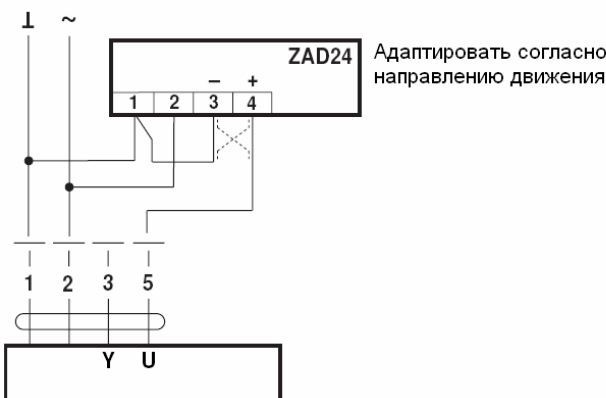 ⊥ ~
ZAD24
Адаптировать согласно
направлению движения
– +
1 2 3 4
1 2 3 5
Y U